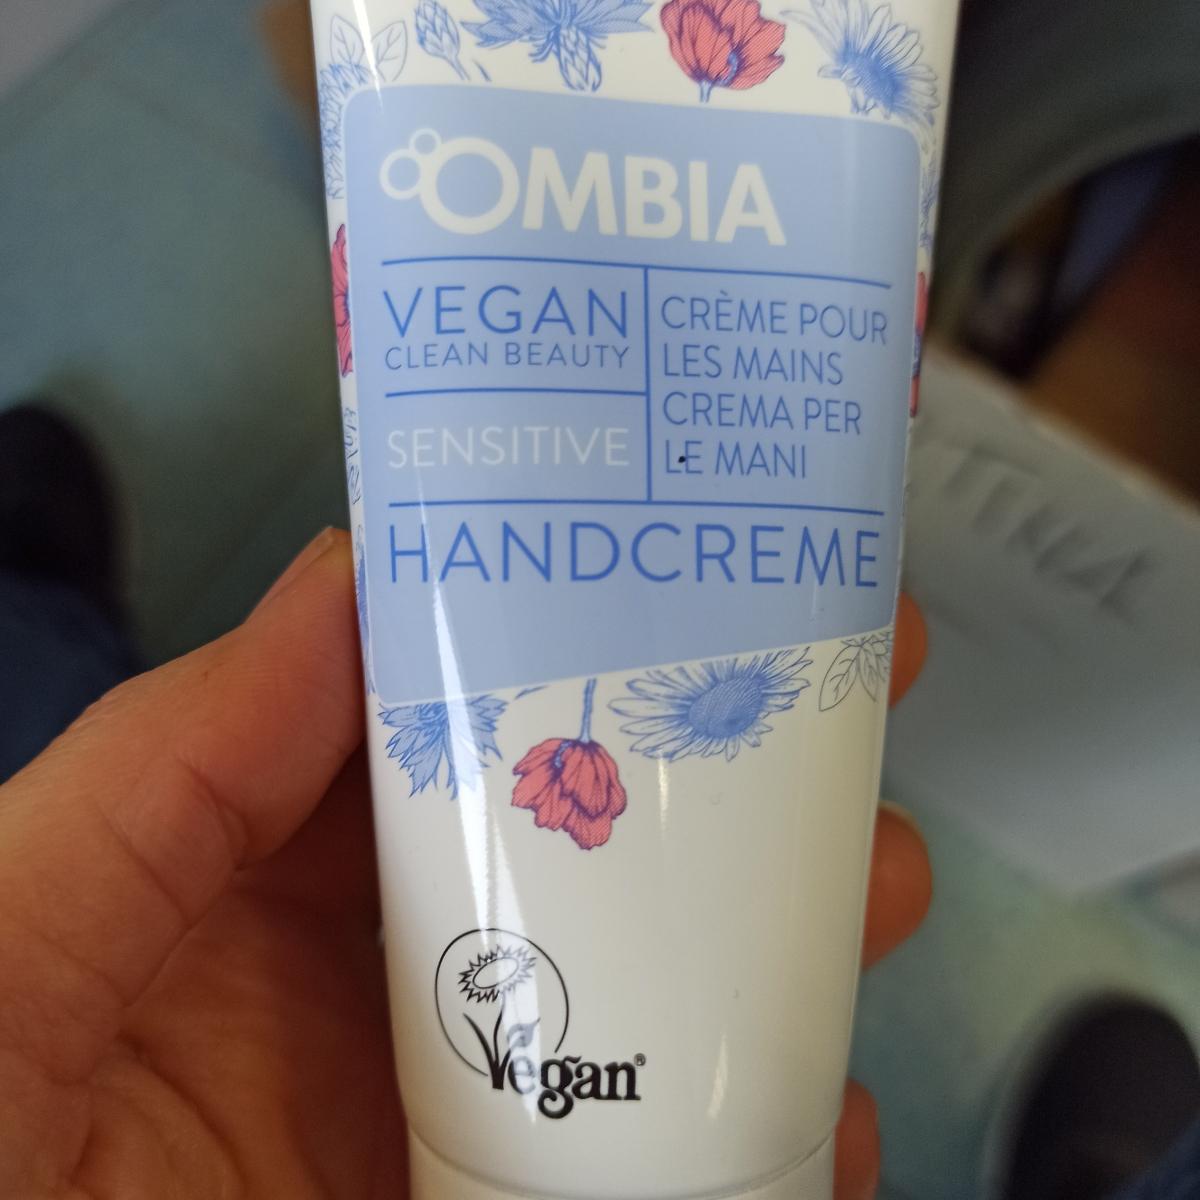 OMBIA
VEGAN
CLEAN BEAUTY
SENSITIVE
CRÈME POUR
LES MAINS
CREMA PER
LE MANI
HANDCREME
Vegan®